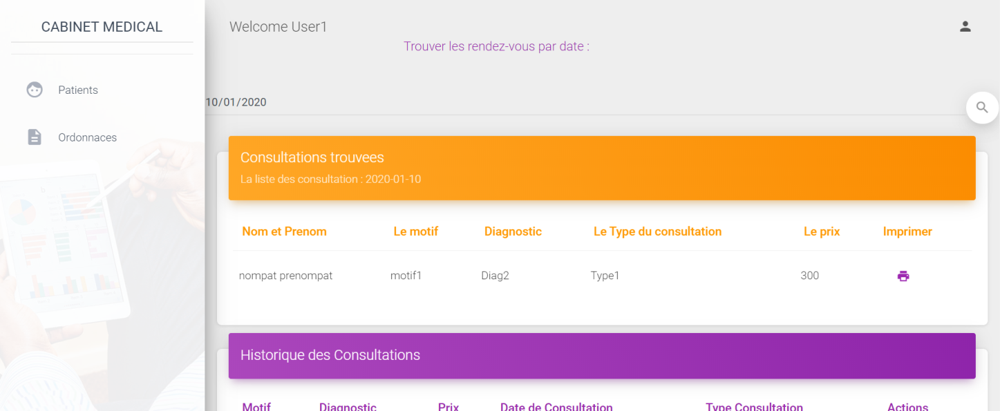 CABINET MEDICAL
Welcome User1
Trouver les rendez-vous par date :
Patients
Ordonnaces
10/01/2020
Consultations trouvees
La liste des consultation : 2020-01-10
Nom et Prenom Le motif Diagnostic Le Type du consultation Le prix Imprimer
nompat prenompat motif1 Diag2 Type1 300
Historique des Consultations
Motif Diagnostic Prix Date de Consultation Type Consultation Actions